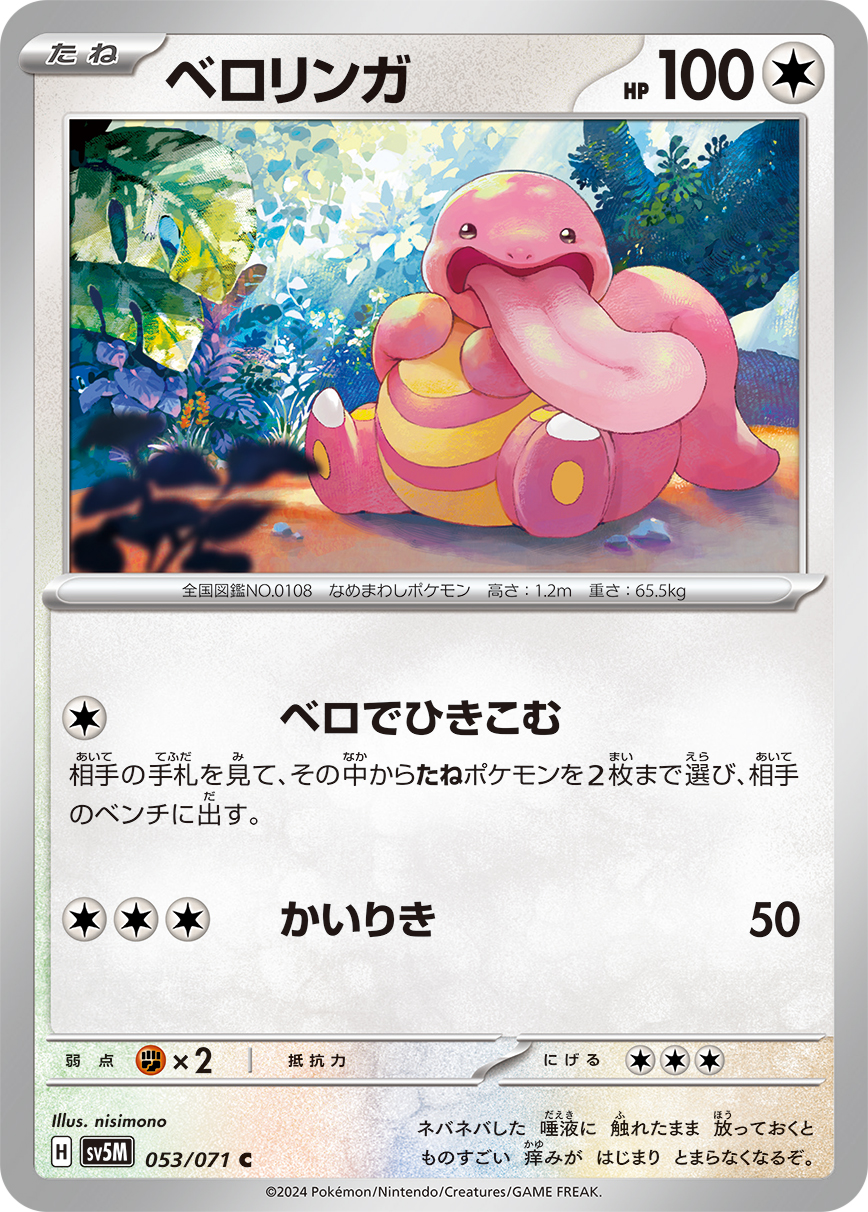 たね
ベロリンガ
HP 100
全国図鑑NO.0108 なめまわしポケモン 高さ：1.2m 重さ：65.5kg
ベロでひきこむ
相手の手札を見て、その中からたねポケモンを2枚まで選び、相手
のベンチに出す。
かいりき 50
弱点 ×2 抵抗力 にげる
Illus. nisimono
H sv5M 053/071 C
ネバネバした 唾液に 触れたまま 放っておくと
ものすごい 痒みが はじまり とまらなくなるぞ。
©2024 Pokémon/Nintendo/Creatures/GAME FREAK.